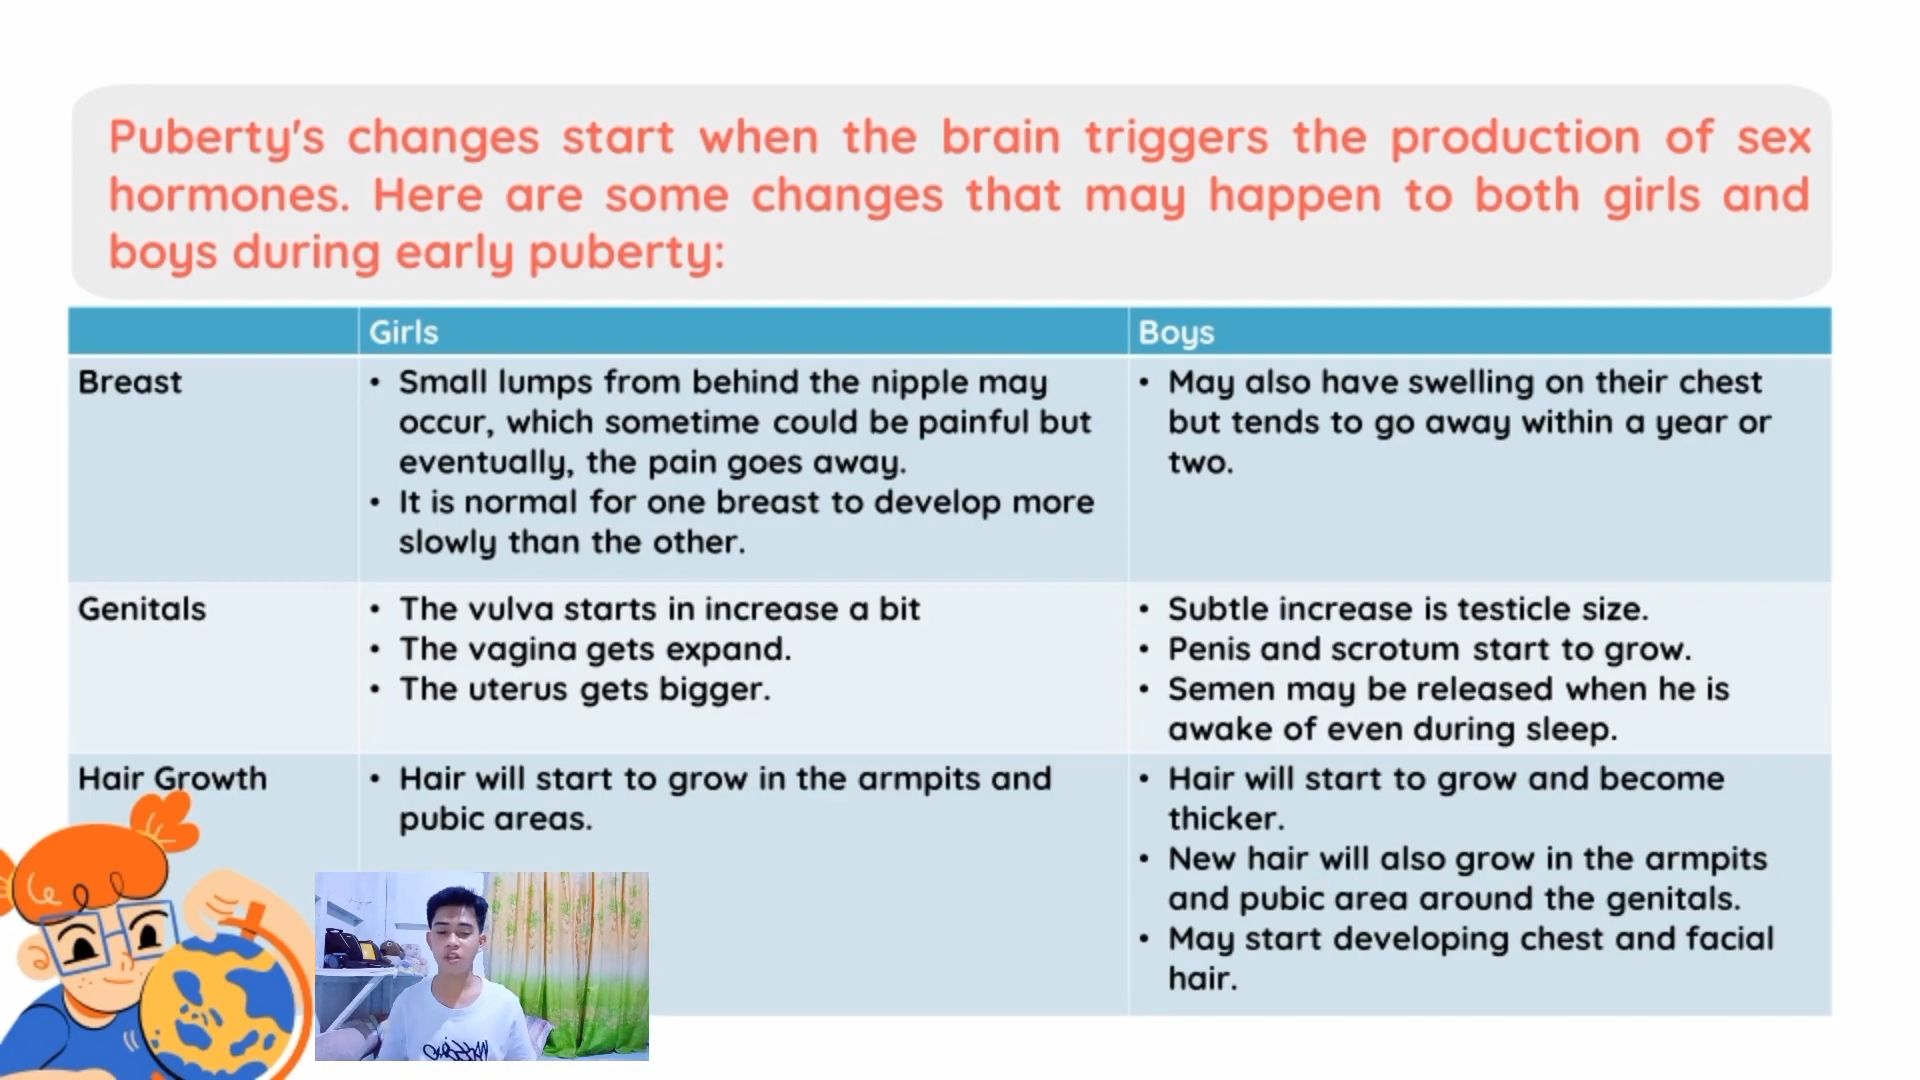 Puberty's changes start when the brain triggers the production of sex
hormones. Here are some changes that may happen to both girls and
boys during early puberty:
Girls
Boys
Breast
• Small lumps from behind the nipple may
occur, which sometime could be painful but
eventually, the pain goes away.
• It is normal for one breast to develop more
slowly than the other.
• May also have swelling on their chest
but tends to go away within a year or
two.
Genitals
• The vulva starts in increase a bit
• The vagina gets expand.
• The uterus gets bigger.
• Subtle increase is testicle size.
• Penis and scrotum start to grow.
• Semen may be released when he is
awake of even during sleep.
Hair Growth
• Hair will start to grow in the armpits and
pubic areas.
• Hair will start to grow and become
thicker.
• New hair will also grow in the armpits
and pubic area around the genitals.
• May start developing chest and facial
hair.